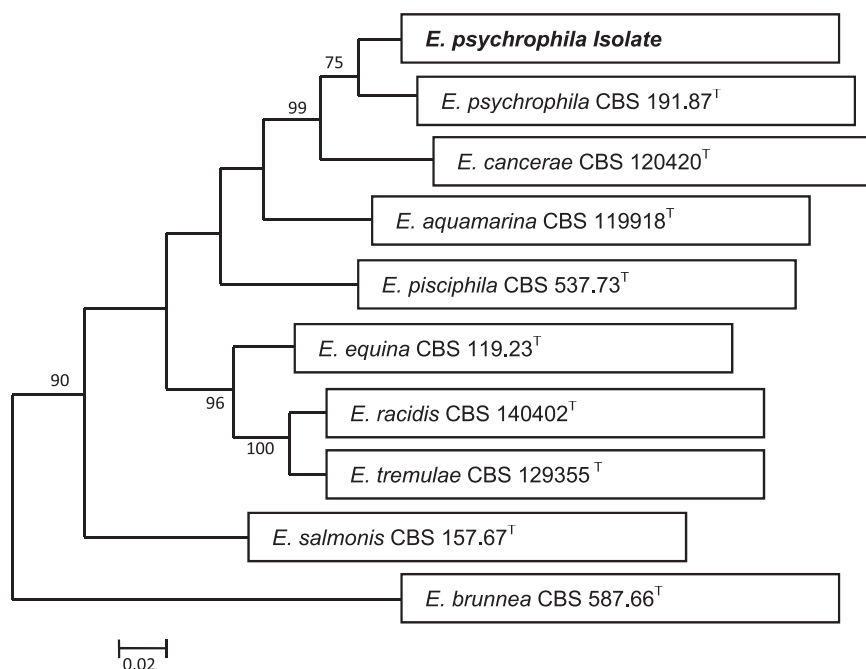 E. psychrophila Isolate
75
E. psychrophila CBS 191.87T
99
E. cancerae CBS 120420T
E. aquamarina CBS 119918T
E. pisciphila CBS 537.73T
E. equina CBS 119.23T
90
96
E. racidis CBS 140402T
100
E. tremulae CBS 129355 T
E. salmonis CBS 157.67T
E. brunnea CBS 587.66T
0.02